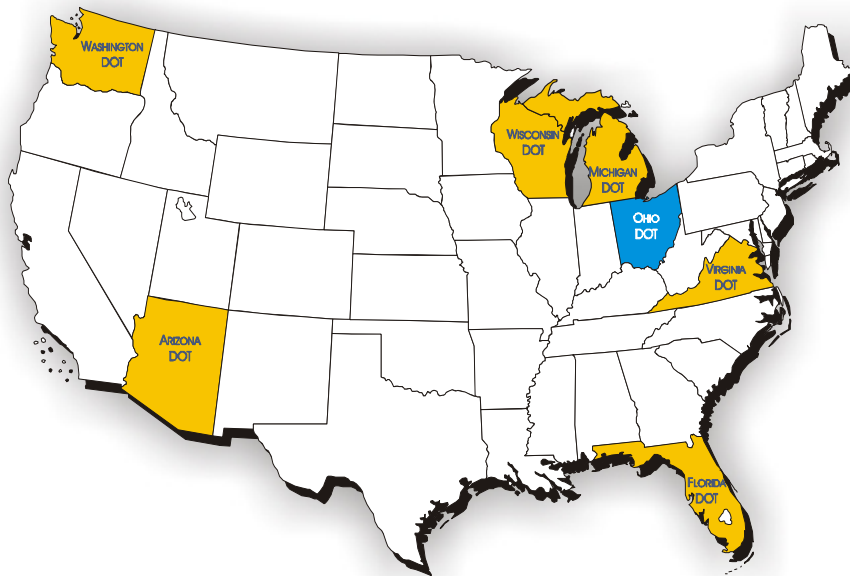 WASHINGTON
DOT
WISCONSIN
DOT
MICHIGAN
DOT
OHIO
DOT
VIRGINIA
DOT
ARIZONA
DOT
FLORIDA
DOT